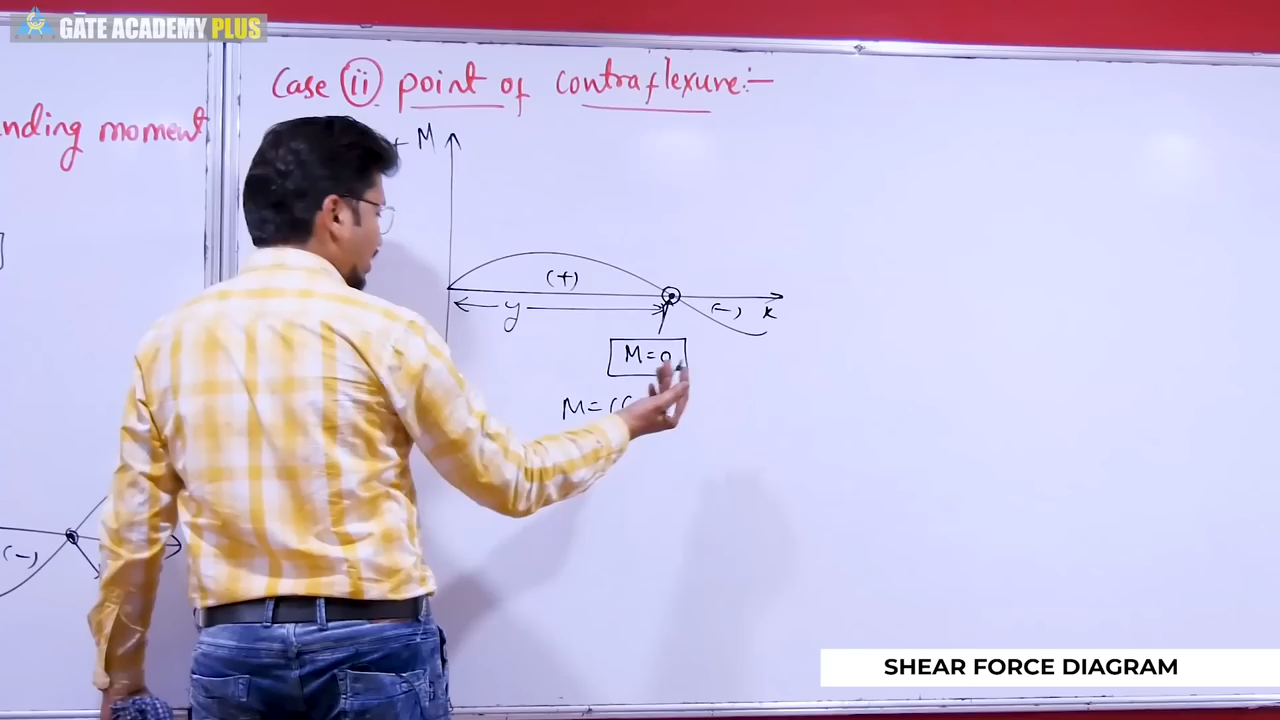 GATE ACADEMY PLUS
Case (ii) point of contraflexure:-
nding moment
+ M
(+)
y
(-) x
M=0
M=
(-)
SHEAR FORCE DIAGRAM